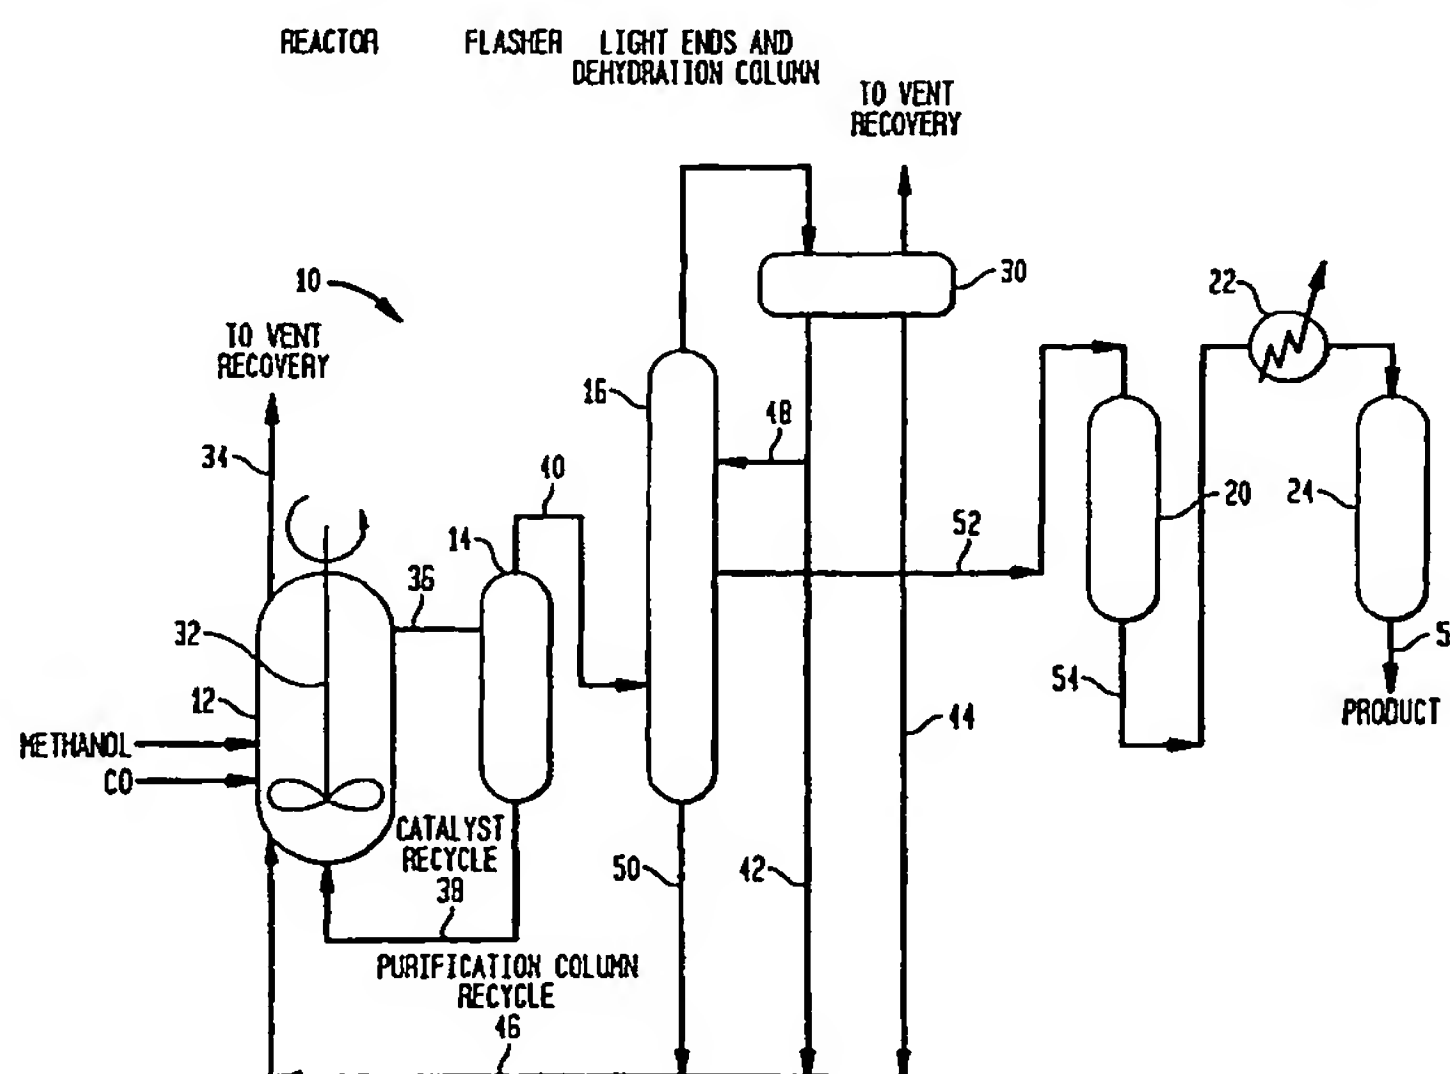 REACTOR
FLASHER
LIGHT ENDS AND
DEHYDRATION COLUMN
TO VENT
RECOVERY
10
30
22
TO VENT
RECOVERY
16
48
34
40
20
24
14
52
36
32
12
54
44
5
PRODUCT
METHANOL
CO
CATALYST
RECYCLE
38
50
42
PURIFICATION COLUMN
RECYCLE
46